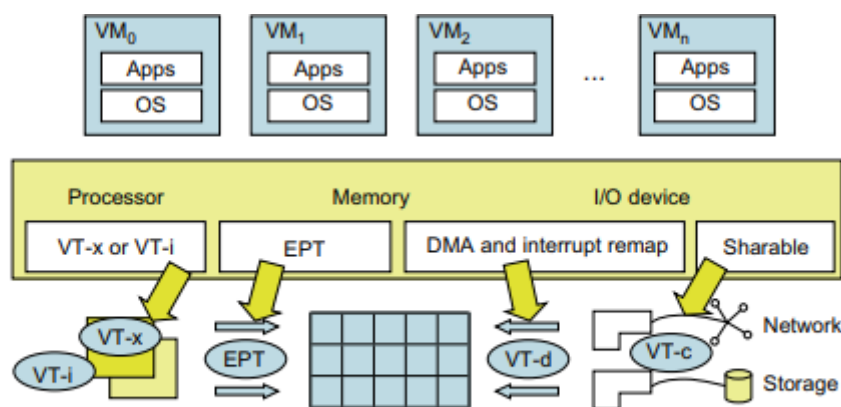 VM0 VM1 VM2 VMn
Apps Apps Apps ... Apps
OS OS OS OS
Processor Memory I/O device
VT-x or VT-i EPT DMA and interrupt remap Sharable
VT-x
VT-i
EPT
VT-d
VT-c
Network
Storage